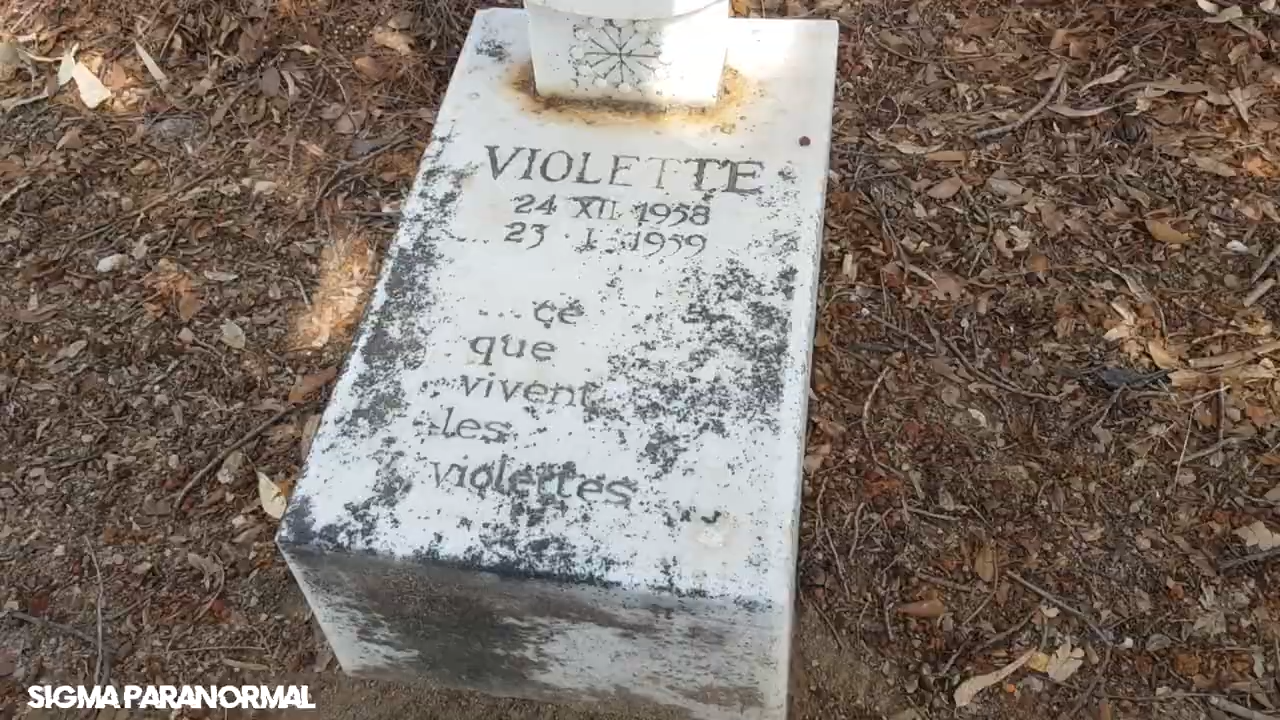 VIOLETTE
24 XII 1958
23 · I · 1959
... ce
que
vivent
les
violettes
SIGMA PARANORMAL